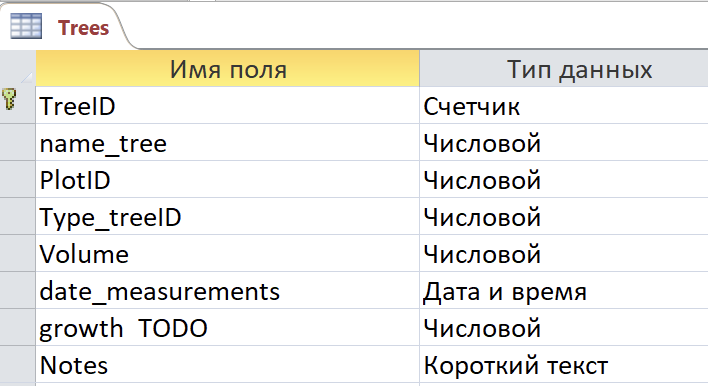 Trees
Имя поля Тип данных
TreeID Счетчик
name_tree Числовой
PlotID Числовой
Type_treeID Числовой
Volume Числовой
date_measurements Дата и время
growth TODO Числовой
Notes Короткий текст